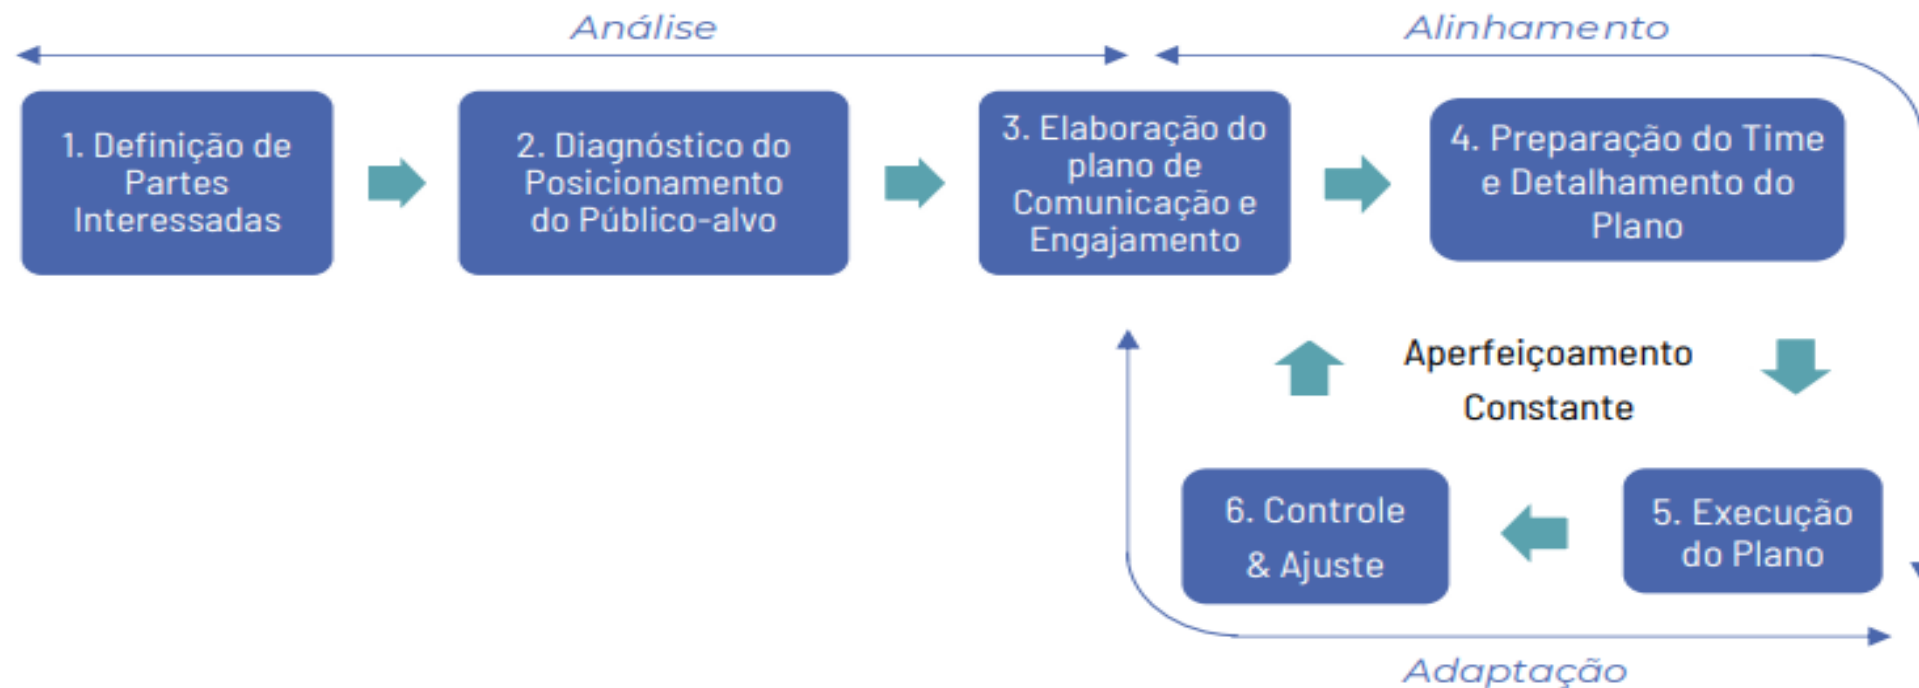 Análise
Alinhamento
1. Definição de
Partes
Interessadas
2. Diagnóstico do
Posicionamento
do Público-alvo
3. Elaboração do
plano de
Comunicação e
Engajamento
4. Preparação do Time
e Detalhamento do
Plano
Aperfeiçoamento
Constante
5. Execução
do Plano
6. Controle
& Ajuste
Adaptação